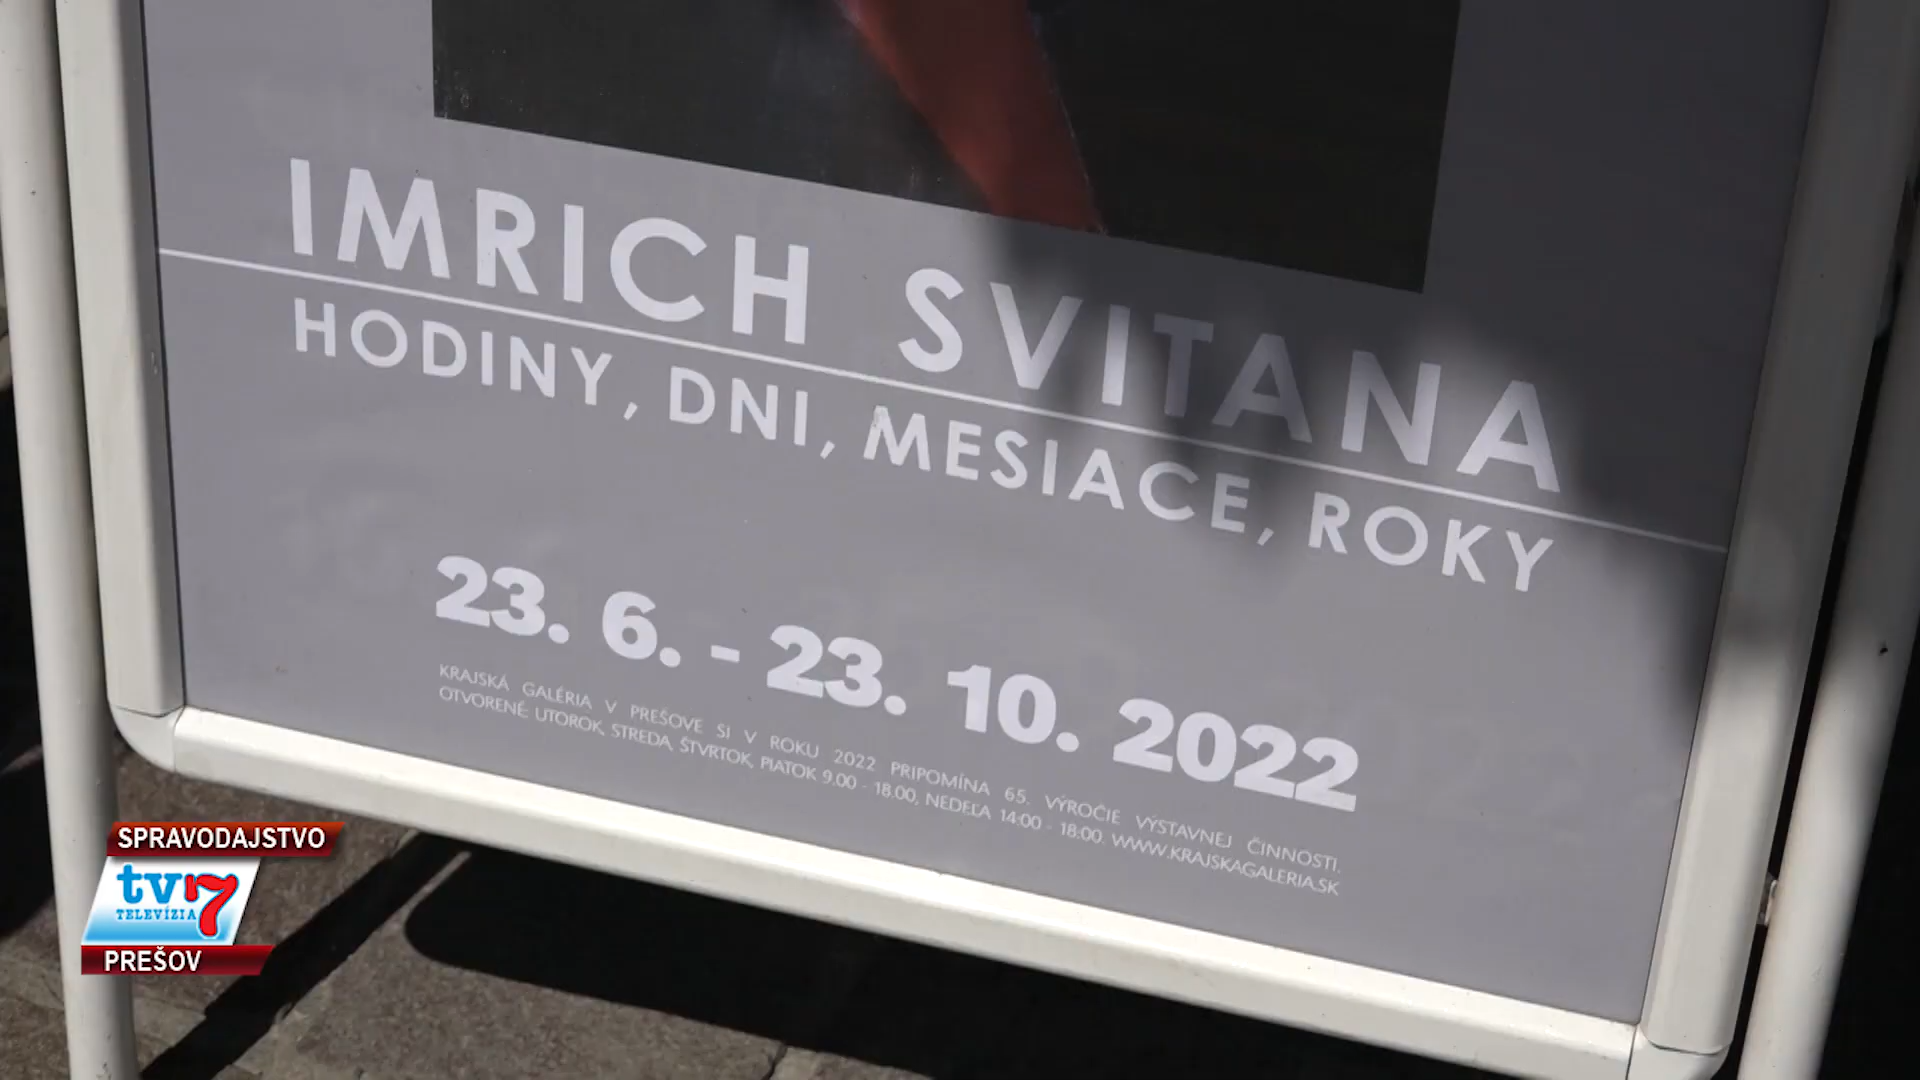 IMRICH SVITANA
HODINY, DNI, MESIACE, ROKY
23. 6. - 23. 10. 2022
KRAJSKÁ GALÉRIA V PREŠOVE SI V ROKU 2022 PRIPOMÍNA 65. VÝROČIE VÝSTAVNEJ ČINNOSTI.
OTVORENÉ: UTOROK, STREDA, ŠTVRTOK, PIATOK 9.00 - 18.00, NEDEĽA 14:00 - 18:00. WWW.KRAJSKAGALERIA.SK
SPRAVODAJSTVO
tv7
TELEVÍZIA
PREŠOV